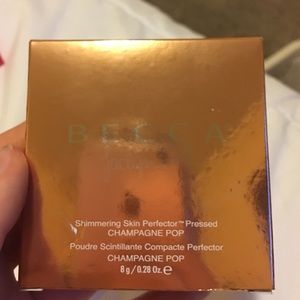 BECCA
Shimmering Skin Perfector™ Pressed
CHAMPAGNE POP
Poudre Scintillante Compacte Perfector
CHAMPAGNE POP
8 g / 0.28 Oz. ℮